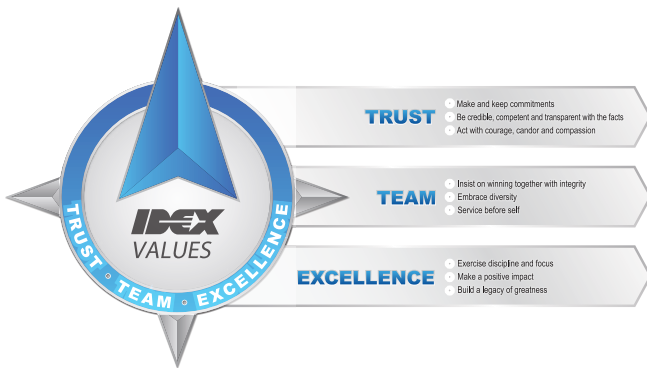 IDEX
VALUES
TRUST • TEAM • EXCELLENCE
TRUST
Make and keep commitments
Be credible, competent and transparent with the facts
Act with courage, candor and compassion
TEAM
Insist on winning together with integrity
Embrace diversity
Service before self
EXCELLENCE
Exercise discipline and focus
Make a positive impact
Build a legacy of greatness